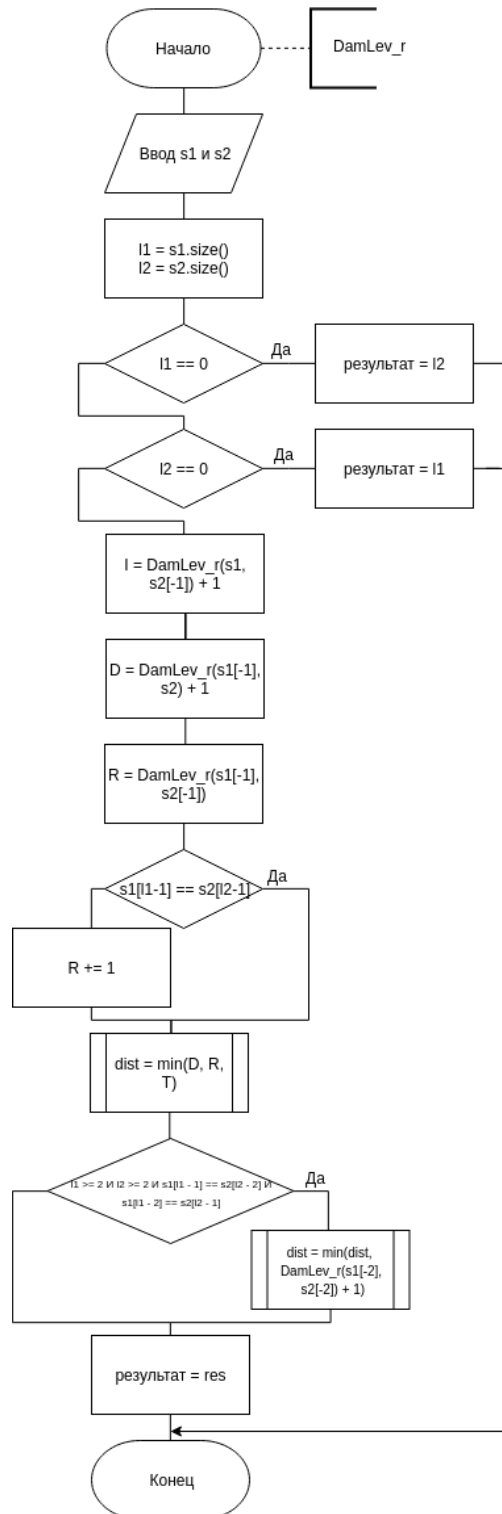 Начало
DamLev_r
Ввод s1 и s2
l1 = s1.size()
l2 = s2.size()
l1 == 0
Да
результат = l2
l2 == 0
Да
результат = l1
I = DamLev_r(s1,
s2[-1]) + 1
D = DamLev_r(s1[-1],
s2) + 1
R = DamLev_r(s1[-1],
s2[-1])
s1[l1-1] == s2[l2-1]
Да
R += 1
dist = min(D, R,
T)
l1 >= 2 И l2 >= 2 И s1[l1 - 1] == s2[l2 - 2] И
s1[l1 - 2] == s2[l2 - 1]
Да
dist = min(dist,
DamLev_r(s1[-2],
s2[-2]) + 1)
результат = res
Конец